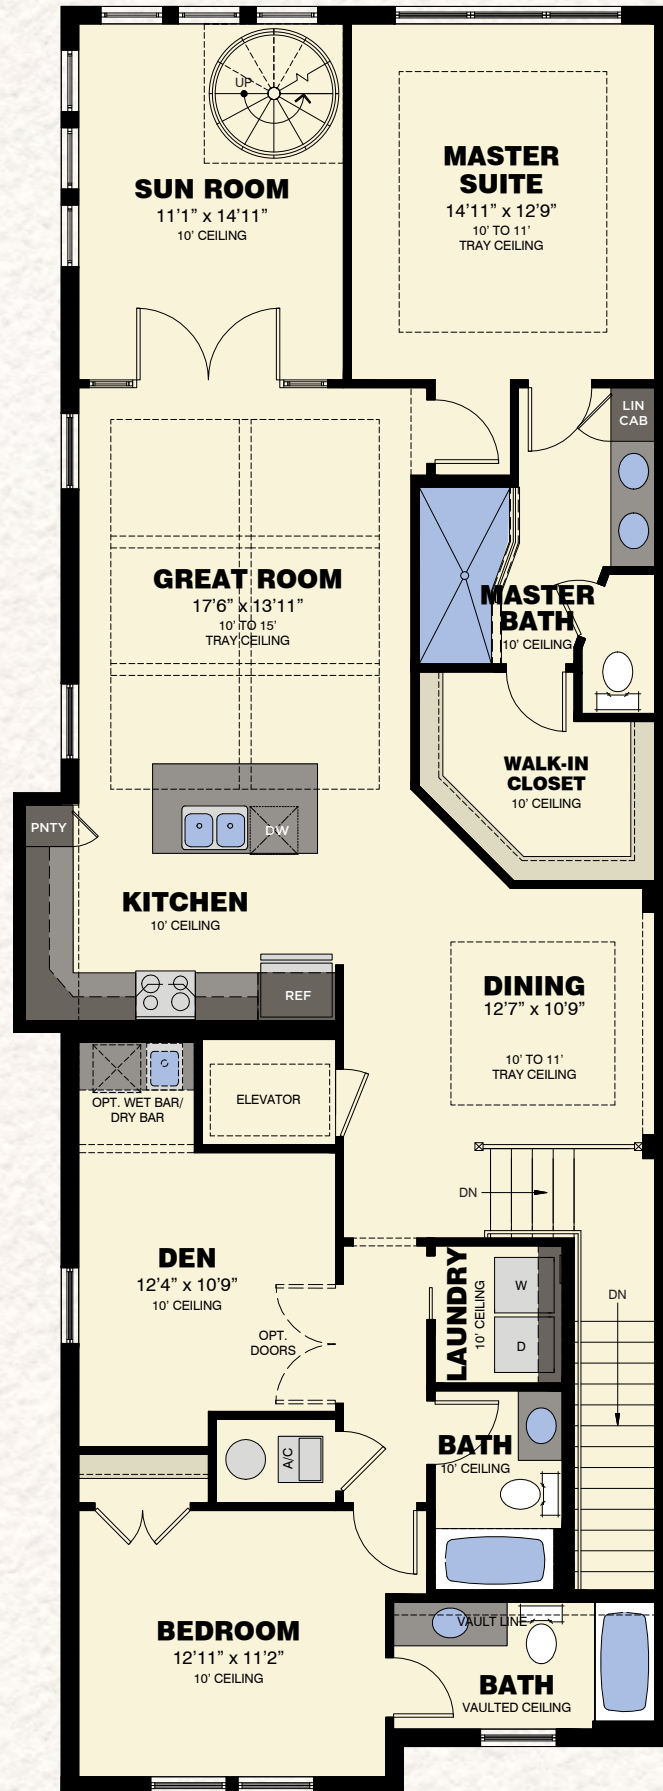 UP
SUN ROOM
11'1” x 14'11”
10' CEILING
MASTER
SUITE
14'11” x 12'9”
10' TO 11'
TRAY CEILING
LIN
CAB
GREAT ROOM
17'6” x 13'11”
10' TO 15'
TRAY CEILING
MASTER
BATH
10' CEILING
WALK-IN
CLOSET
10' CEILING
PNTY
DW
KITCHEN
10' CEILING
REF
DINING
12'7” x 10'9”
10' TO 11'
TRAY CEILING
OPT. WET BAR/
DRY BAR
ELEVATOR
DN
DEN
12'4” x 10'9”
10' CEILING
OPT.
DOORS
LAUNDRY
10' CEILING
W
D
DN
A/C
BATH
10' CEILING
BEDROOM
12'11” x 11'2”
10' CEILING
VAULT LINE
BATH
VAULTED CEILING